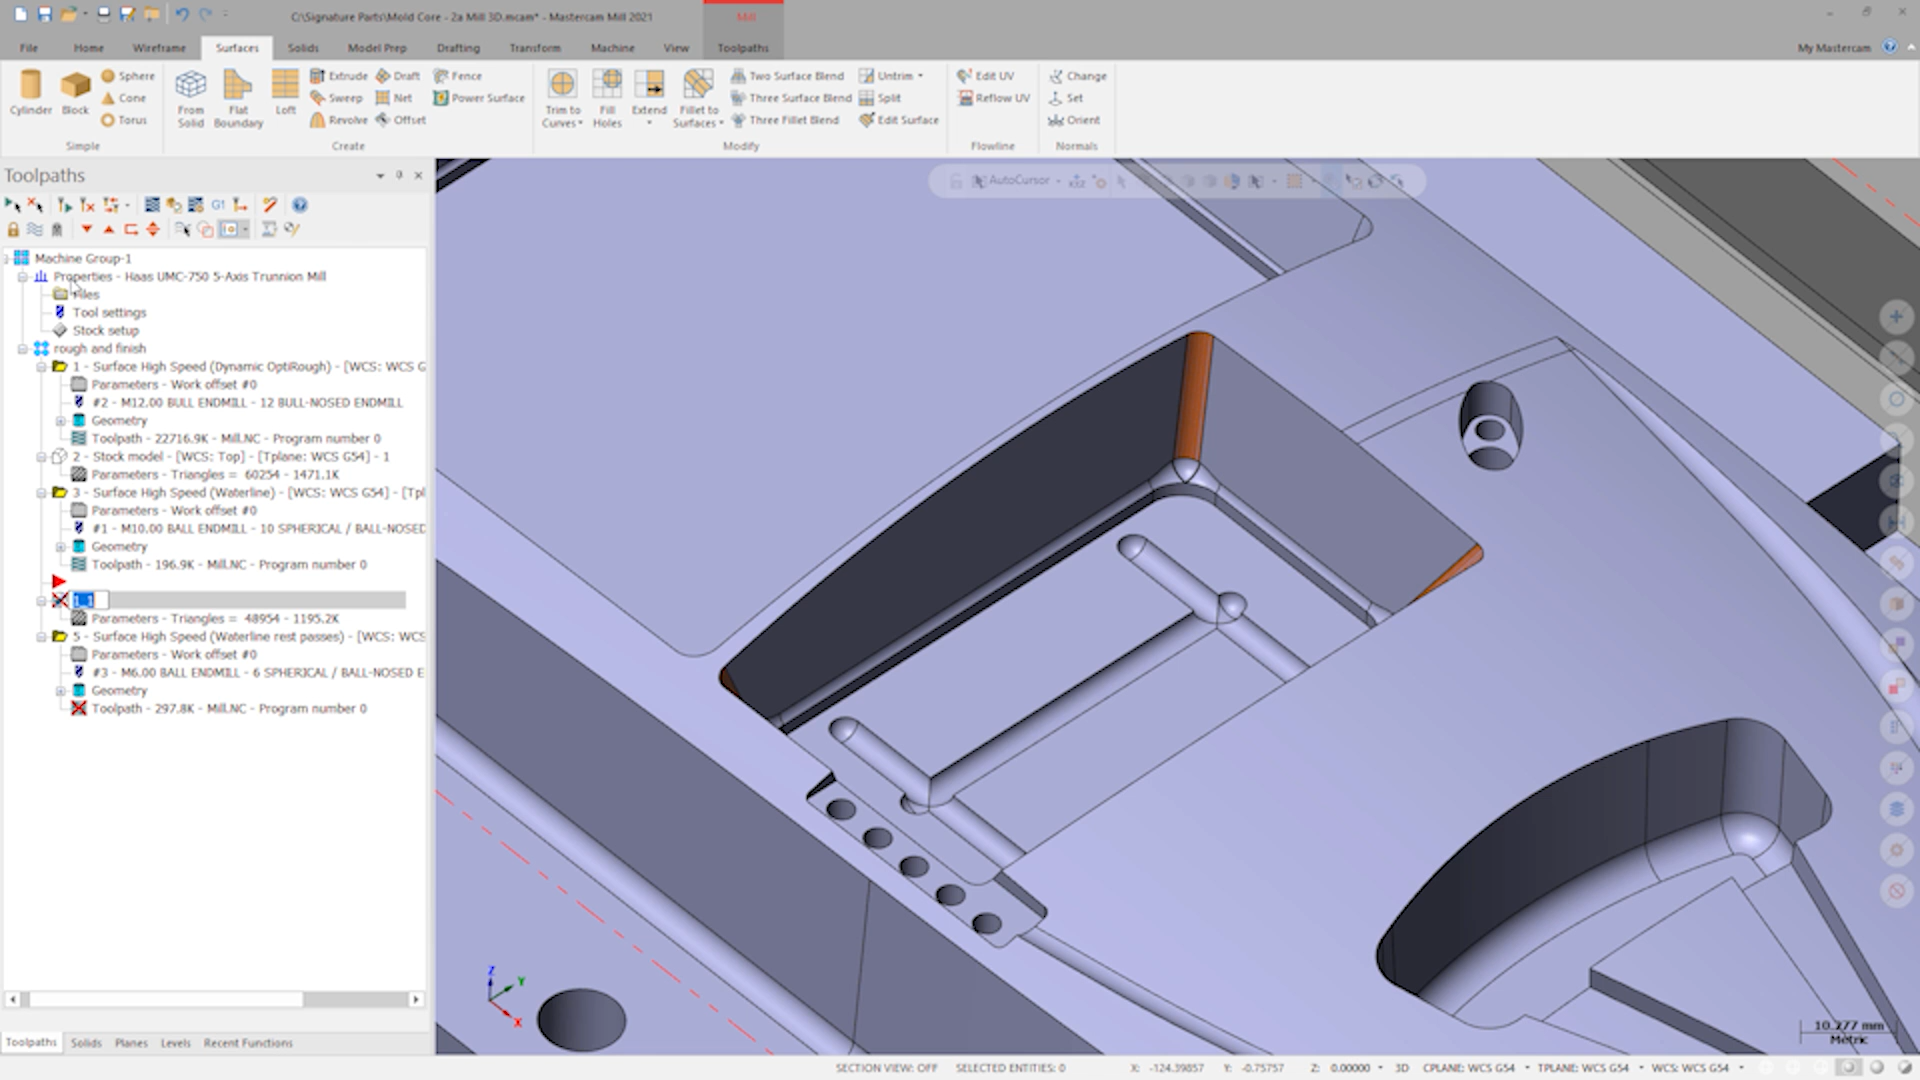 C:\Signature Parts\Mold Core - 2a Mill 3D.mcam* - Mastercam Mill 2021
Mill
File
Home
Wireframe
Surfaces
Solids
Model Prep
Drafting
Transform
Machine
View
Toolpaths
My Mastercam
Cylinder
Block
Sphere
Cone
Torus
Simple
From Solid
Flat Boundary
Loft
Extrude
Sweep
Revolve
Draft
Net
Offset
Fence
Power Surface
Create
Trim to Curves
Fill Holes
Extend
Fillet to Surfaces
Two Surface Blend
Three Surface Blend
Three Fillet Blend
Untrim
Split
Edit Surface
Modify
Edit UV
Reflow UV
Flowline
Change
Set
Orient
Normals
Toolpaths
AutoCursor
G1
Machine Group-1
Properties - Haas UMC-750 5-Axis Trunnion Mill
Files
Tool settings
Stock setup
rough and finish
1 - Surface High Speed (Dynamic OptiRough) - [WCS: WCS G
Parameters - Work offset #0
#2 - M12.00 BULL ENDMILL - 12 BULL-NOSED ENDMILL
Geometry
Toolpath - 22716.9K - Mill.NC - Program number 0
2 - Stock model - [WCS: Top] - [Tplane: WCS G54] - 1
Parameters - Triangles = 60254 - 1471.1K
3 - Surface High Speed (Waterline) - [WCS: WCS G54] - [Tpl
Parameters - Work offset #0
#1 - M10.00 BALL ENDMILL - 10 SPHERICAL / BALL-NOSED
Geometry
Toolpath - 196.9K - Mill.NC - Program number 0
1_1
Parameters - Triangles = 48954 - 1195.2K
5 - Surface High Speed (Waterline rest passes) - [WCS: WCS
Parameters - Work offset #0
#3 - M6.00 BALL ENDMILL - 6 SPHERICAL / BALL-NOSED E
Geometry
Toolpath - 297.8K - Mill.NC - Program number 0
Z
Y
X
10.277 mm
Metric
Toolpaths
Solids
Planes
Levels
Recent Functions
SECTION VIEW: OFF
SELECTED ENTITIES: 0
X: -124.39857
Y: -0.75757
Z: 0.00000
3D
CPLANE: WCS G54
TPLANE: WCS G54
WCS: WCS G54